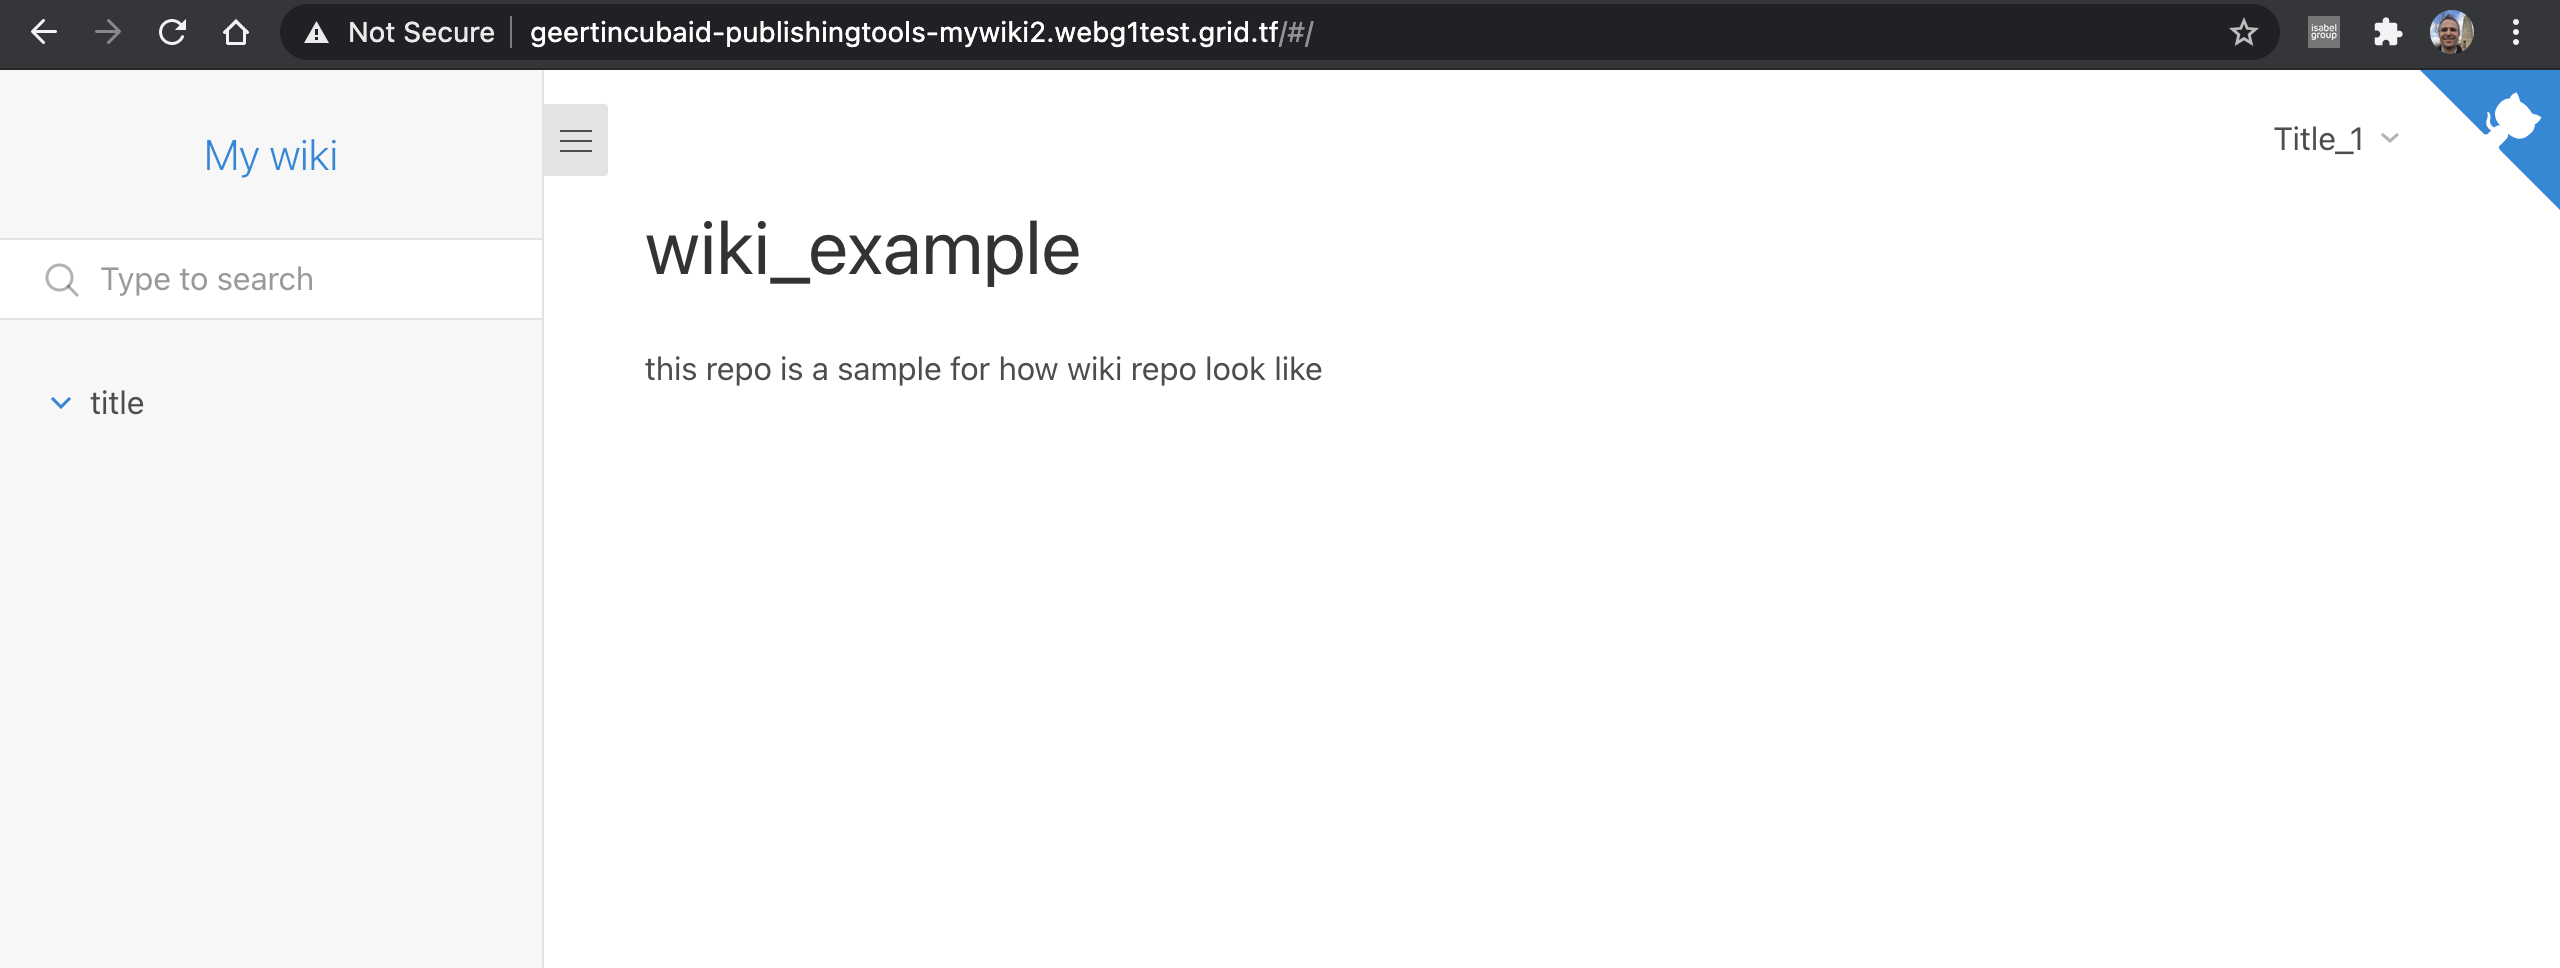 Not Secure | geertincubaid-publishingtools-mywiki2.webg1test.grid.tf/#/
isabel
group
My wiki
Title_1
wiki_example
Type to search
this repo is a sample for how wiki repo look like
title